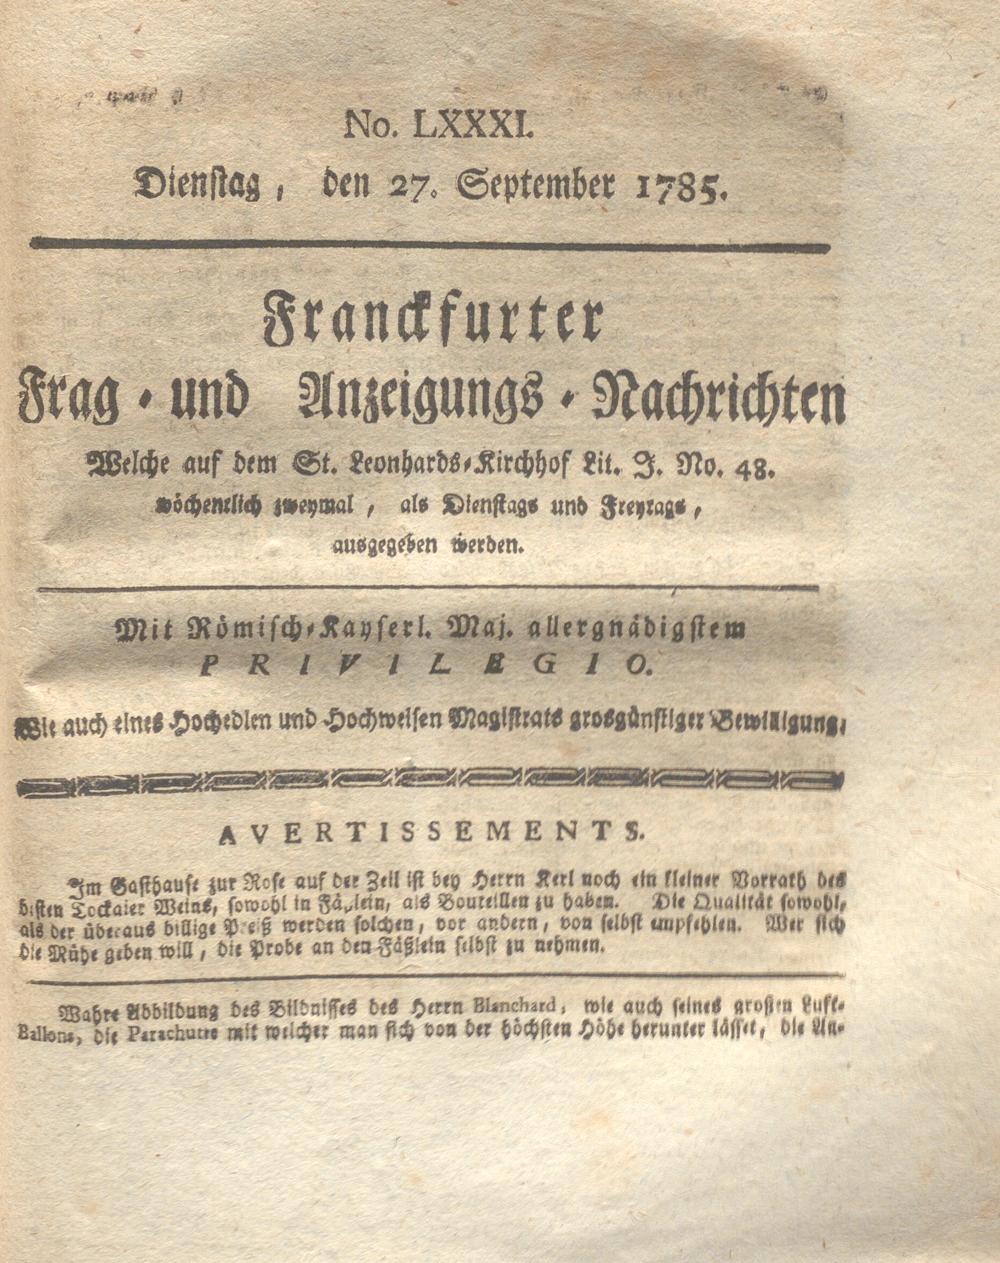 No. LXXXI.
Dienstag, den 27. September 1785.
Franckfurter
Frag- und Anzeigungs-Nachrichten
Welche auf dem St. Leonhards-Kirchhof Lit. J. No. 48.
wöchentlich zweymal, als Dienstags und Freytags,
ausgegeben werden.
Mit Römisch-Kayserl. Maj. allergnädigstem
PRIVILEGIO.
Wie auch eines Hochedlen und Hochweisen Magistrats grosgünstiger Bewilligung.
AVERTISSEMENTS.
Im Gasthause zur Rose auf der Zeil ist bey Herrn Kerl noch ein kleiner Vorrath des
bsten Tockaier Weins, sowohl in Fäßlein, als Bouteillen zu haben. Die Qualität sowohl,
als der überaus billige Preiß werden solchen, vor andern, von selbst empfehlen. Wer sich
die Mühe geben will, die Probe an den Fäßlein selbst zu nehmen.
Wahre Abbildung des Bildnisses des Herrn Blanchard, wie auch seines grosten Luft-
Ballons, die Parachutte mit welcher man sich von der höchsten Höhe herunter lässet, die An-